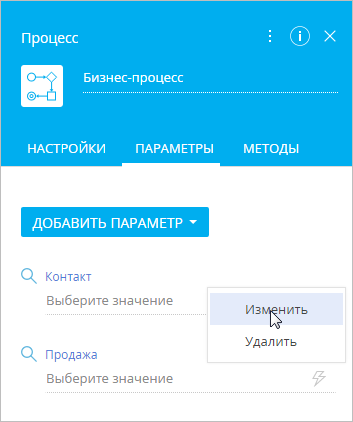 Процесс
Бизнес-процесс
НАСТРОЙКИ ПАРАМЕТРЫ МЕТОДЫ
ДОБАВИТЬ ПАРАМЕТР
Контакт
Выберите значение
Изменить
Удалить
Продажа
Выберите значение